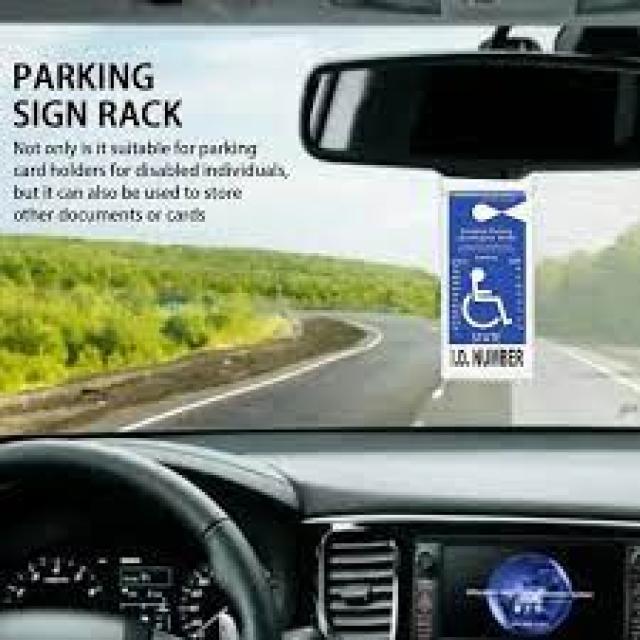 PARKING
SIGN RACK
Not only is it suitable for parking
card holders for disabled individuals,
but it can also be used to store
other documents or cards
I.D. NUMBER